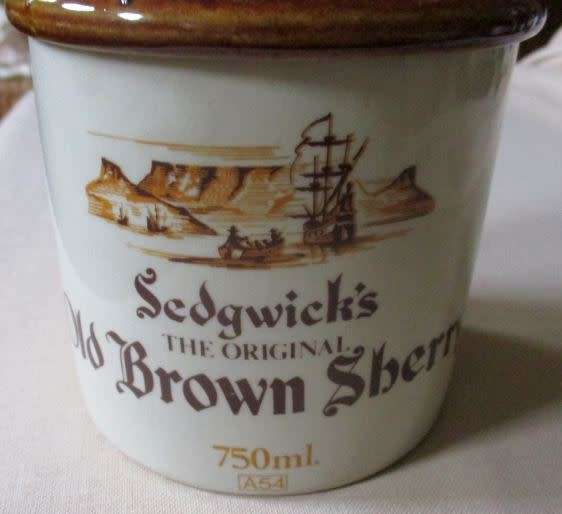 Sedgwick's
THE ORIGINAL
Old Brown Sherry
750ml.
A54